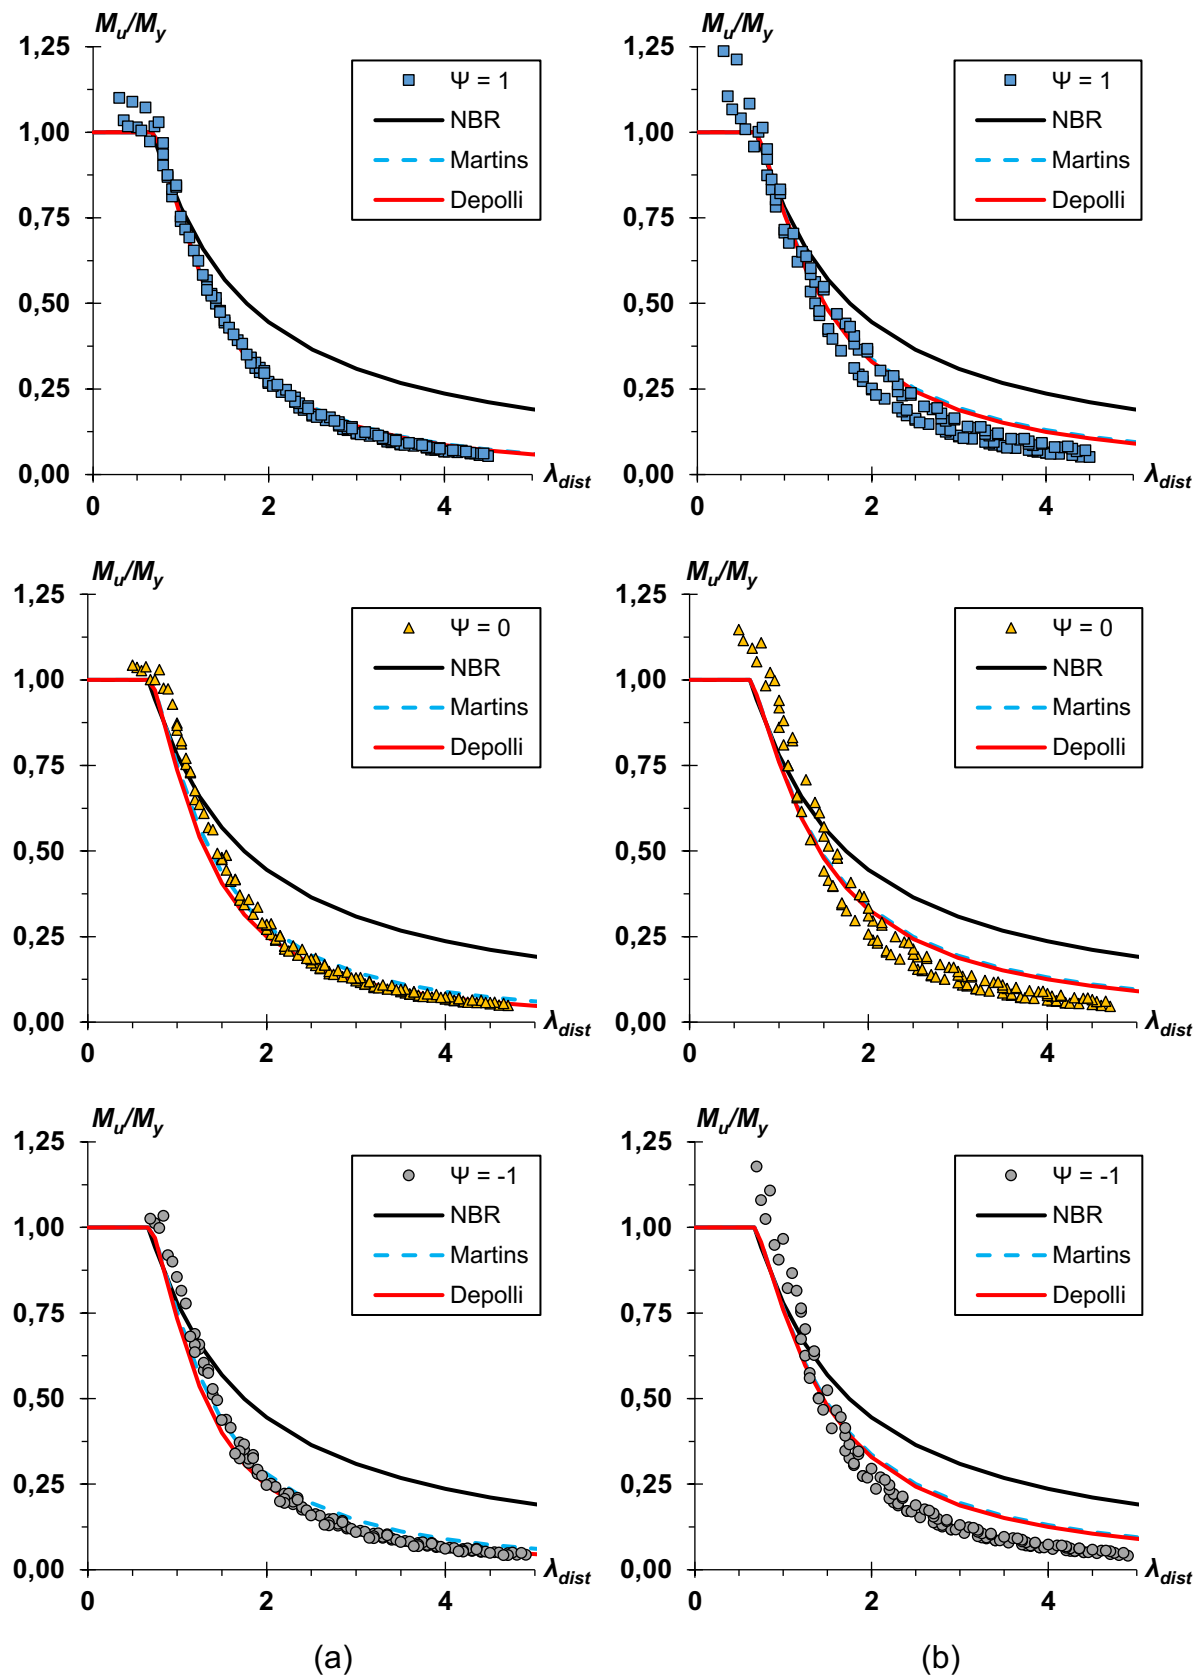 Mu/My
1,25
1,00
0,75
0,50
0,25
0,00
0
2
4
λdist
Ψ = 1
NBR
Martins
Depolli
Mu/My
1,25
1,00
0,75
0,50
0,25
0,00
0
2
4
λdist
Ψ = 1
NBR
Martins
Depolli
Mu/My
1,25
1,00
0,75
0,50
0,25
0,00
0
2
4
λdist
Ψ = 0
NBR
Martins
Depolli
Mu/My
1,25
1,00
0,75
0,50
0,25
0,00
0
2
4
λdist
Ψ = 0
NBR
Martins
Depolli
Mu/My
1,25
1,00
0,75
0,50
0,25
0,00
0
2
4
λdist
Ψ = -1
NBR
Martins
Depolli
Mu/My
1,25
1,00
0,75
0,50
0,25
0,00
0
2
4
λdist
Ψ = -1
NBR
Martins
Depolli
(a)
(b)